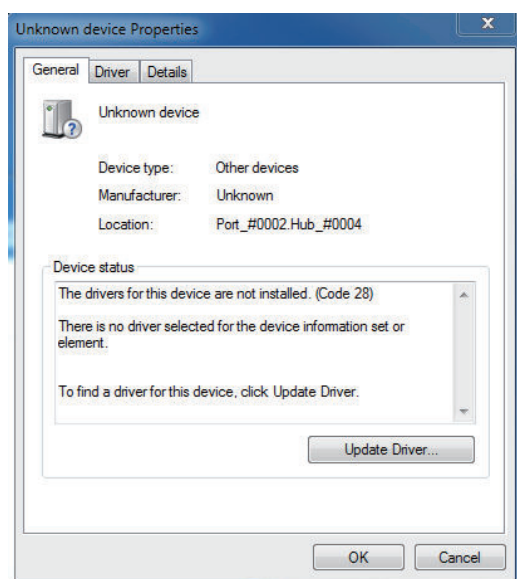 Unknown device Properties
General Driver Details
Unknown device
Device type: Other devices
Manufacturer: Unknown
Location: Port_#0002.Hub_#0004
Device status
The drivers for this device are not installed. (Code 28)
There is no driver selected for the device information set or
element.
To find a driver for this device, click Update Driver.
Update Driver...
OK Cancel